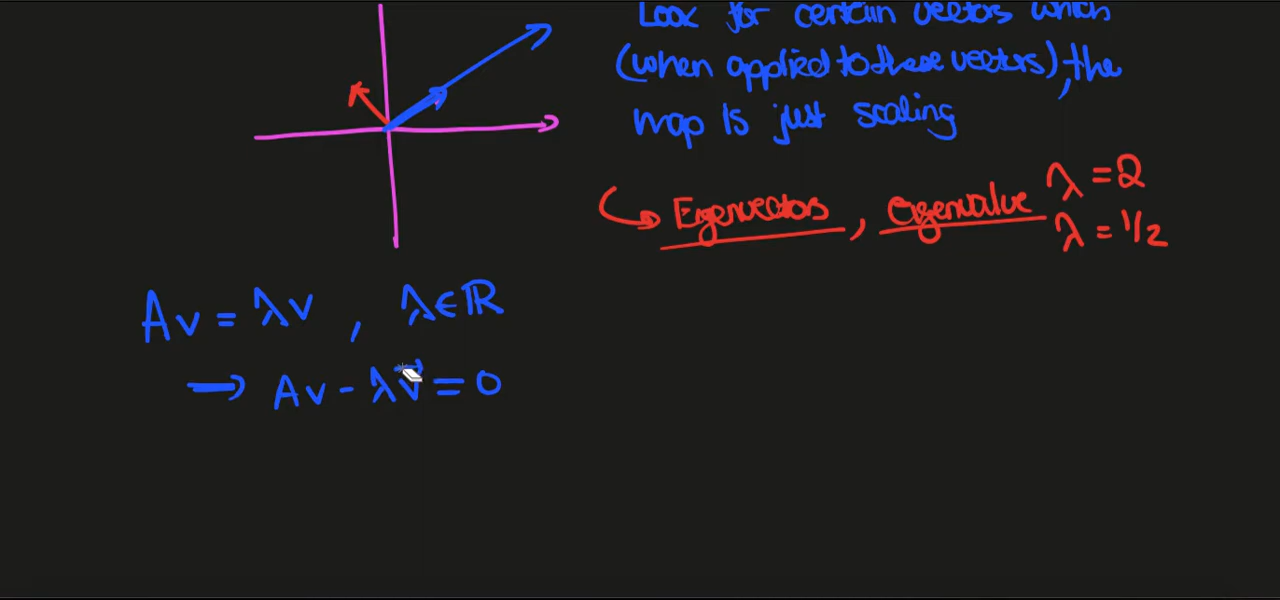 Look for certain vectors which
(when applied to these vectors), the
map is just scaling
Eigenvectors, Eigenvalue λ = 2
λ = 1/2
Av = λv , λ ∈ ℝ
→ Av - λv⃗ = 0